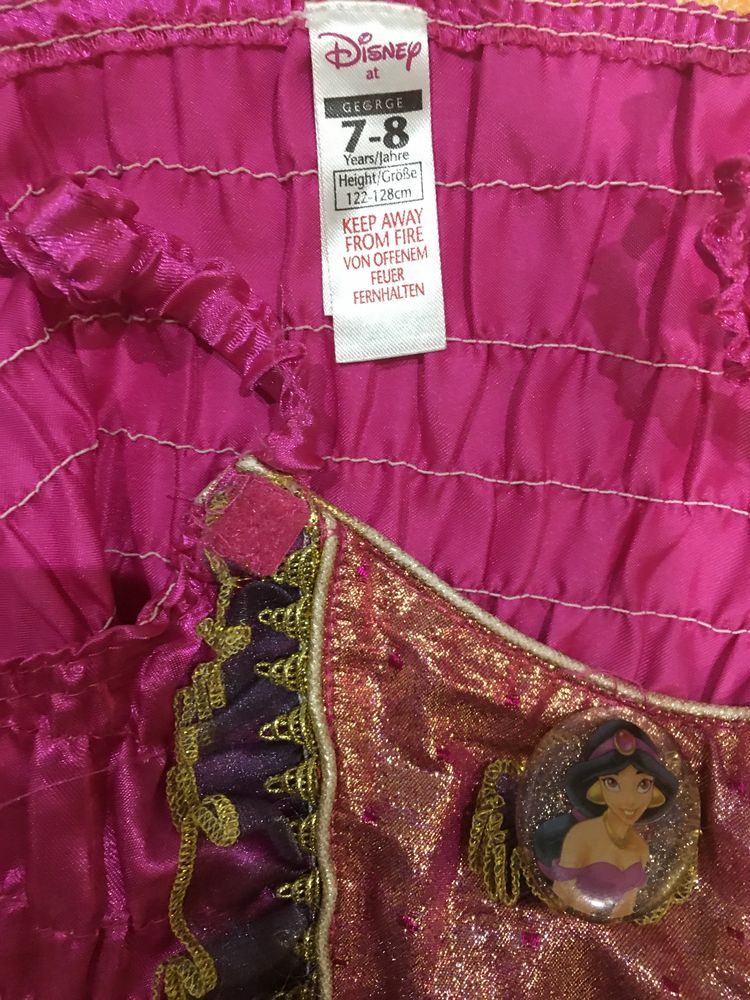 Disney
at
GEORGE
7-8
Years/Jahre
Height/Größe
122-128cm
KEEP AWAY
FROM FIRE
VON OFFENEM
FEUER
FERNHALTEN